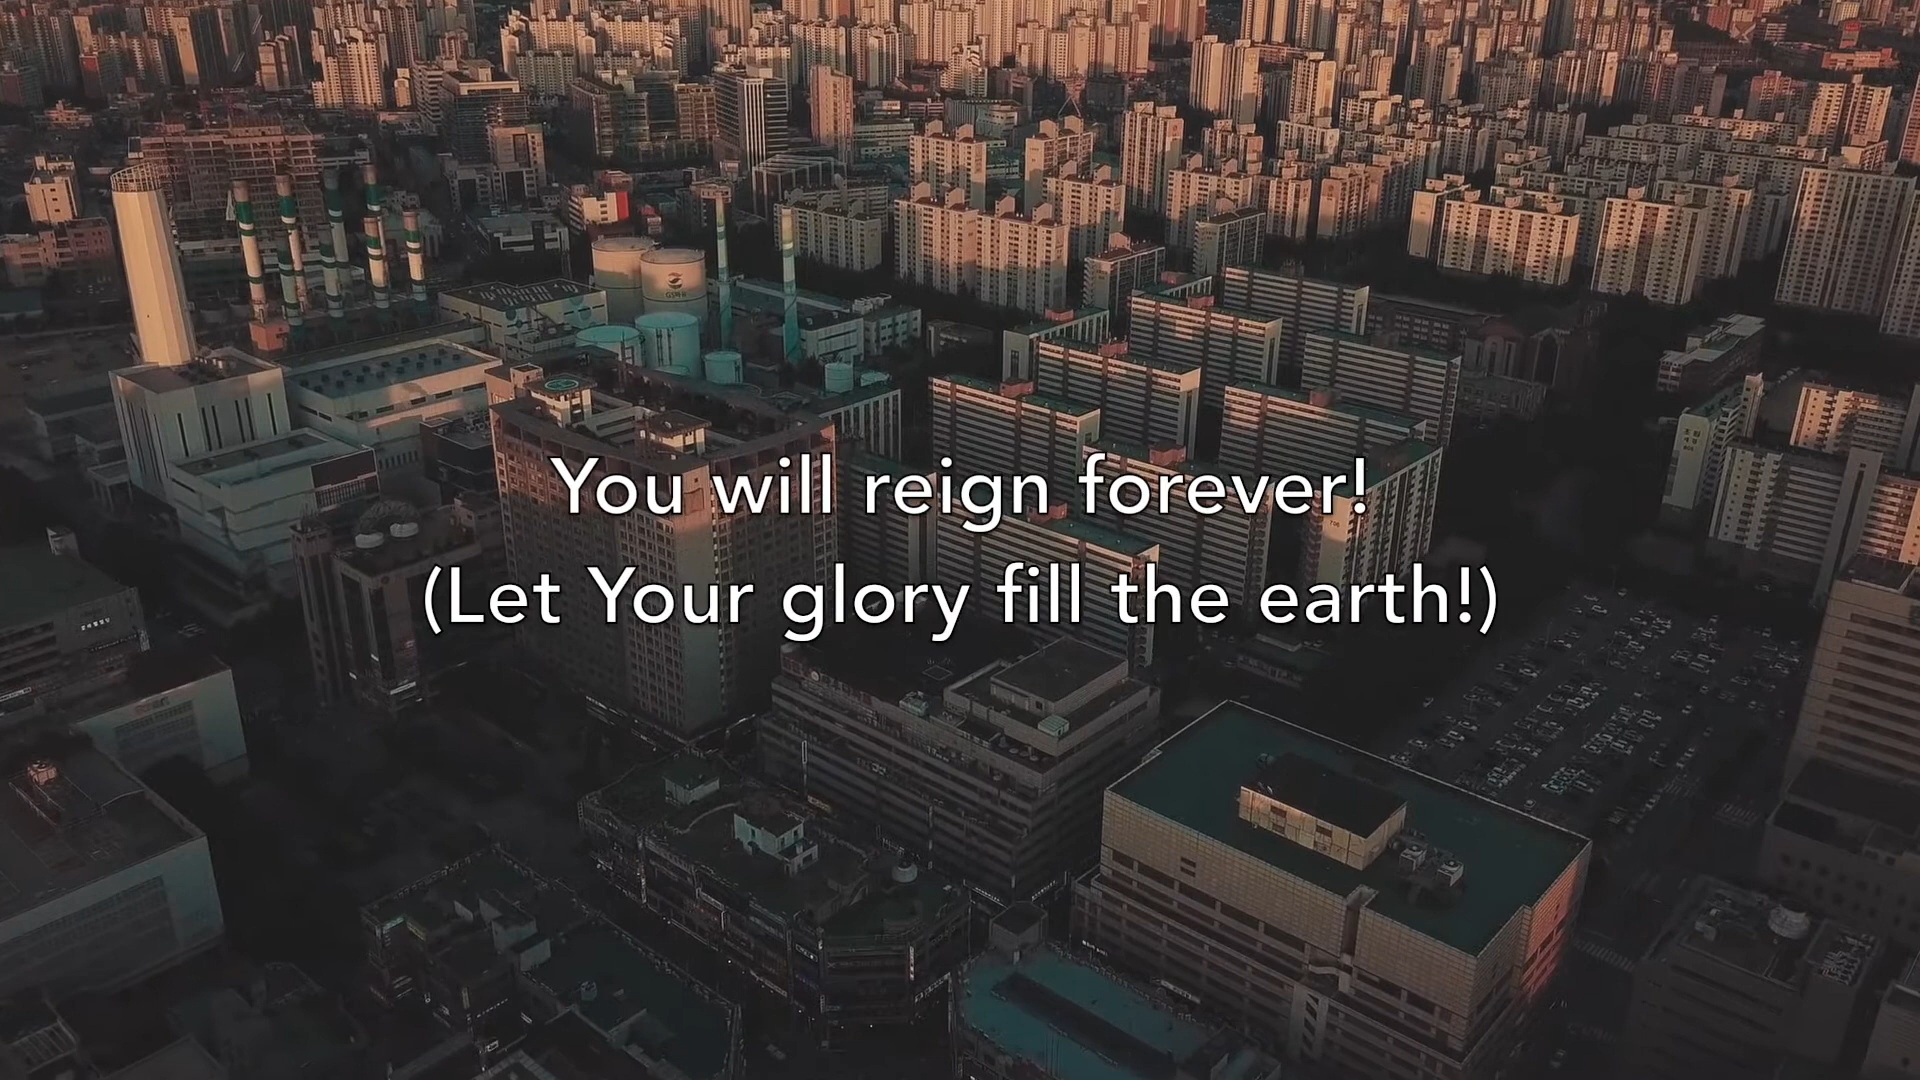 You will reign forever!
(Let Your glory fill the earth!)